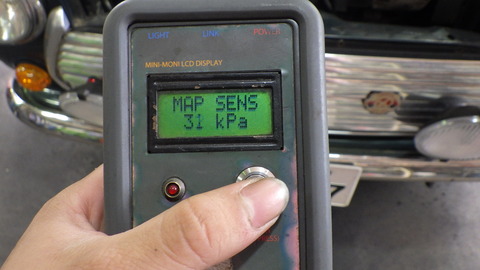 LIGHT LINK POWER
MINI-MONI LCD DISPLAY
MAP SENS
31 kPa